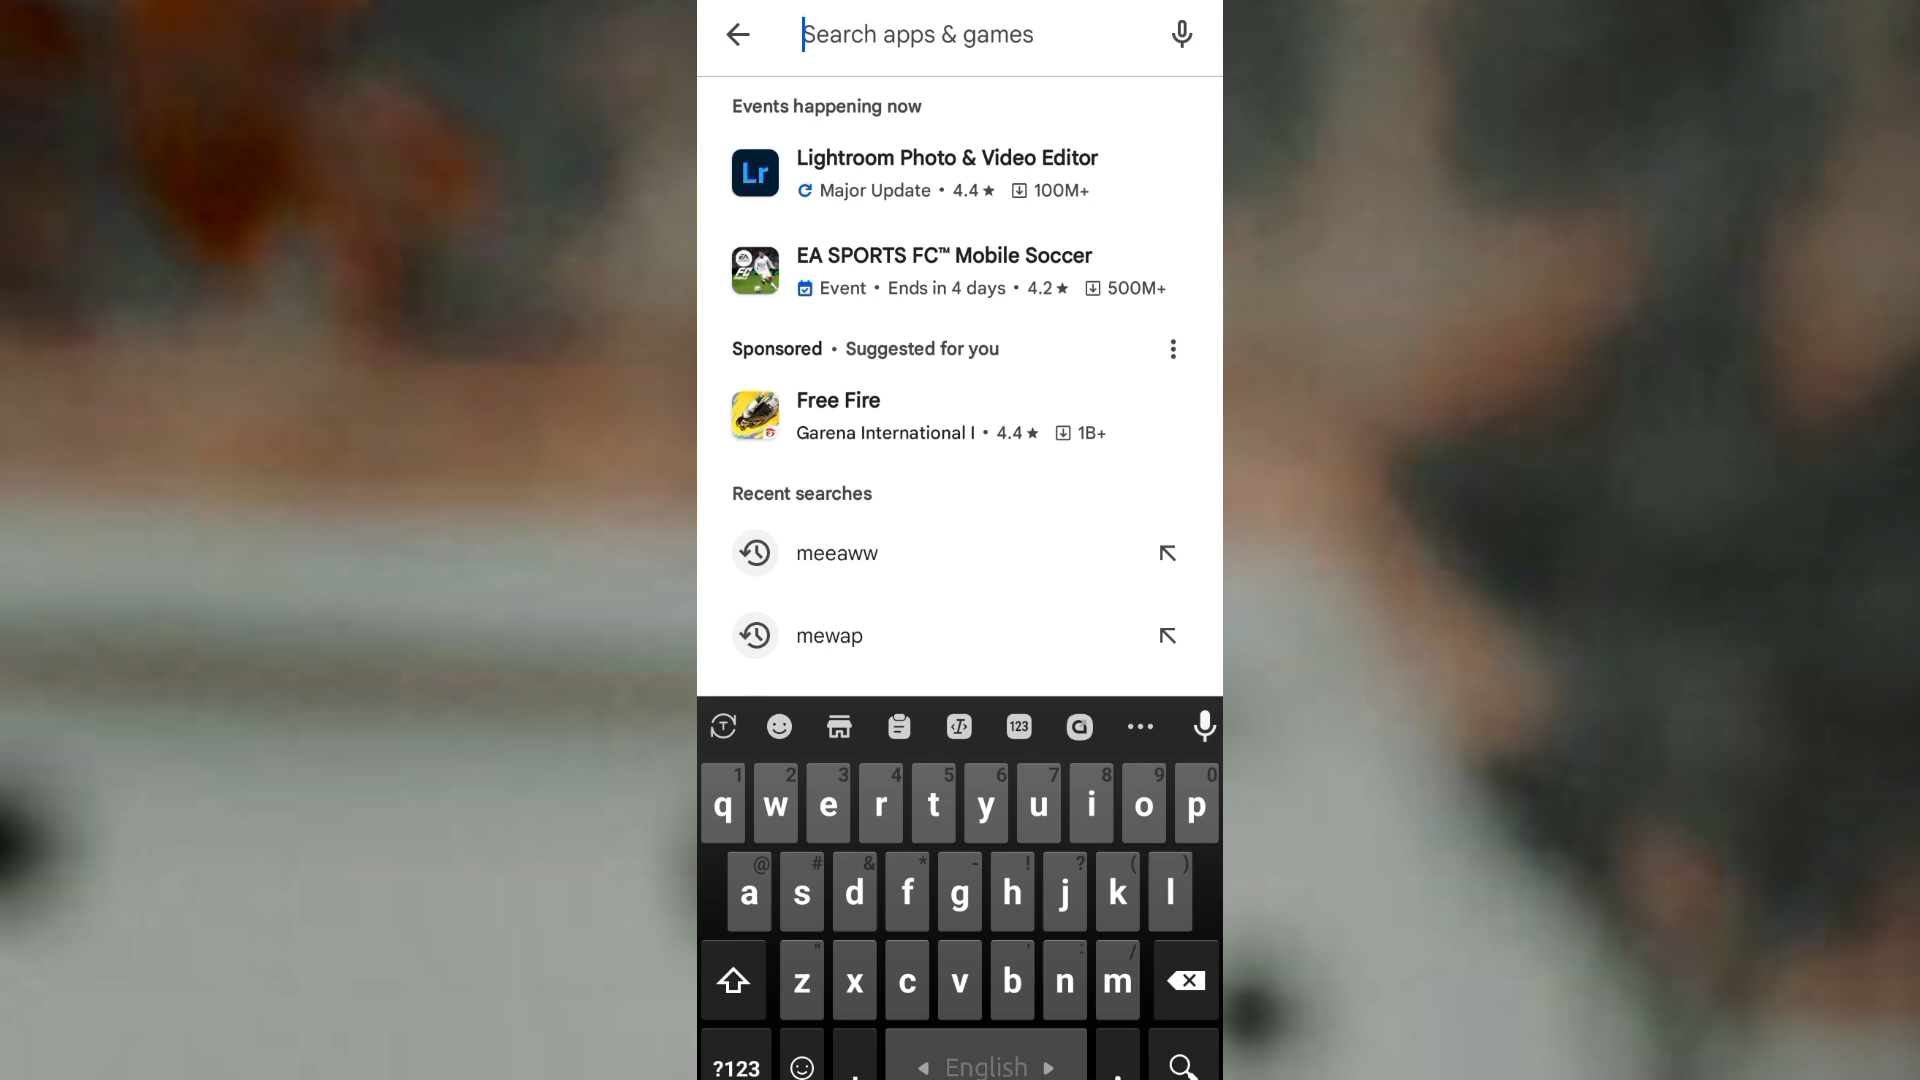 Search apps & games
Events happening now
Lr
Lightroom Photo & Video Editor
Major Update • 4.4★ 100M+
EA SPORTS FC™ Mobile Soccer
Event • Ends in 4 days • 4.2★ 500M+
Sponsored • Suggested for you
Free Fire
Garena International I • 4.4★ 1B+
Recent searches
meeaww
mewap
123
1 2 3 4 5 6 7 8 9 0
q w e r t y u i o p
@ # & * - ! ? ( )
a s d f g h j k l
" ' : /
z x c v b n m
?123 , ◄ English ► .